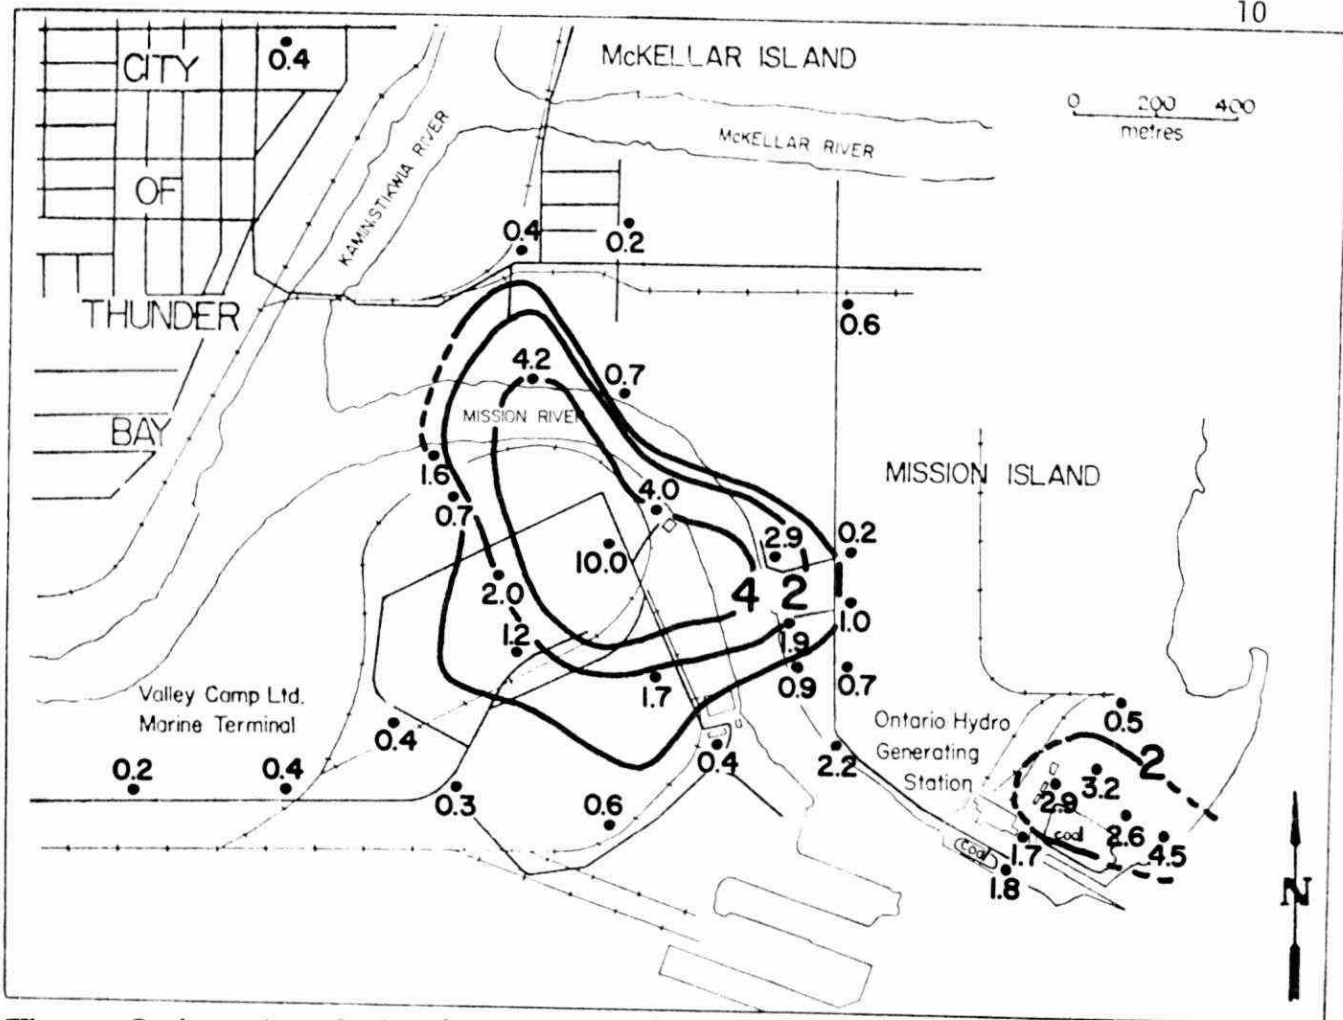 10
McKELLAR ISLAND
CITY
0.4
0 200 400
metres
KAMINISTIKWIA RIVER
McKELLAR RIVER
OF
0.4
0.2
THUNDER
0.6
4.2
0.7
MISSION RIVER
BAY
1.6
0.7
4.0
MISSION ISLAND
10.0
2.9
0.2
2.0
4
2
1.0
1.2
1.9
1.7
0.9
0.7
Valley Camp Ltd.
Marine Terminal
0.4
0.4
2.2
Ontario Hydro
Generating
Station
0.5
2
0.2
0.4
0.3
0.6
2.9
3.2
coal
2.6
1.7
4.5
Coal
1.8
N